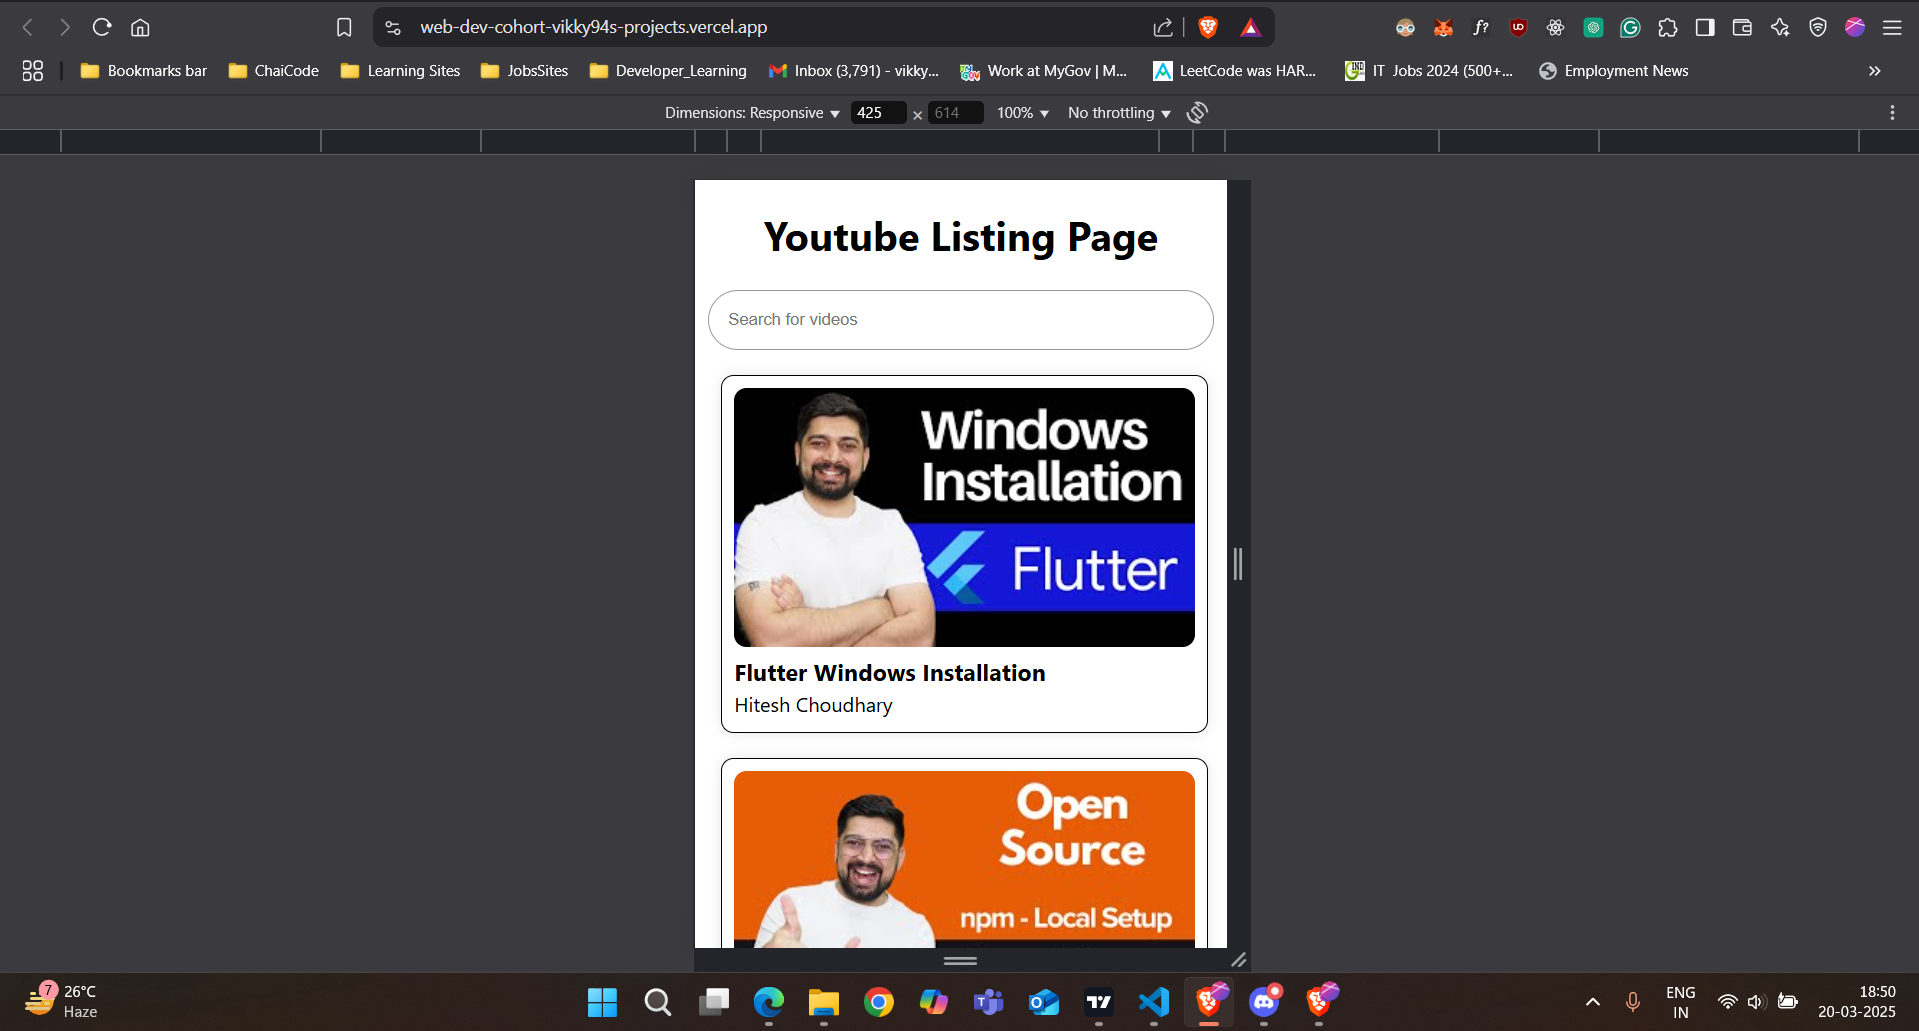 web-dev-cohort-vikky94s-projects.vercel.app
f?
UD
Bookmarks bar
ChaiCode
Learning Sites
JobsSites
Developer_Learning
Inbox (3,791) - vikky...
Work at MyGov | M...
LeetCode was HAR...
IT Jobs 2024 (500+...
Employment News
»
Dimensions: Responsive
425
×
614
100%
No throttling
Youtube Listing Page
Search for videos
Windows
Installation
Flutter
Flutter Windows Installation
Hitesh Choudhary
Open
Source
npm - Local Setup
7
26°C
Haze
ENG
IN
18:50
20-03-2025